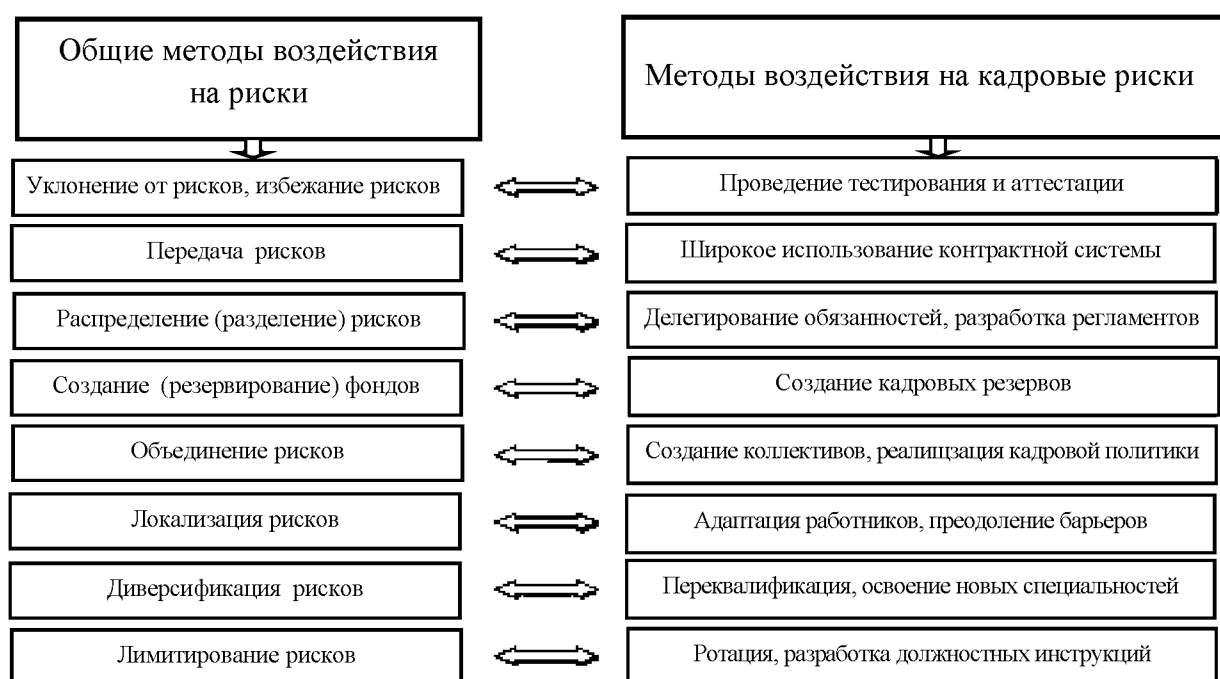 Общие методы воздействия
на риски
Методы воздействия на кадровые риски
Уклонение от рисков, избежание рисков
Проведение тестирования и аттестации
Передача рисков
Широкое использование контрактной системы
Распределение (разделение) рисков
Делегирование обязанностей, разработка регламентов
Создание (резервирование) фондов
Создание кадровых резервов
Объединение рисков
Создание коллективов, реалищзация кадровой политики
Локализация рисков
Адаптация работников, преодоление барьеров
Диверсификация рисков
Переквалификация, освоение новых специальностей
Лимитирование рисков
Ротация, разработка должностных инструкций